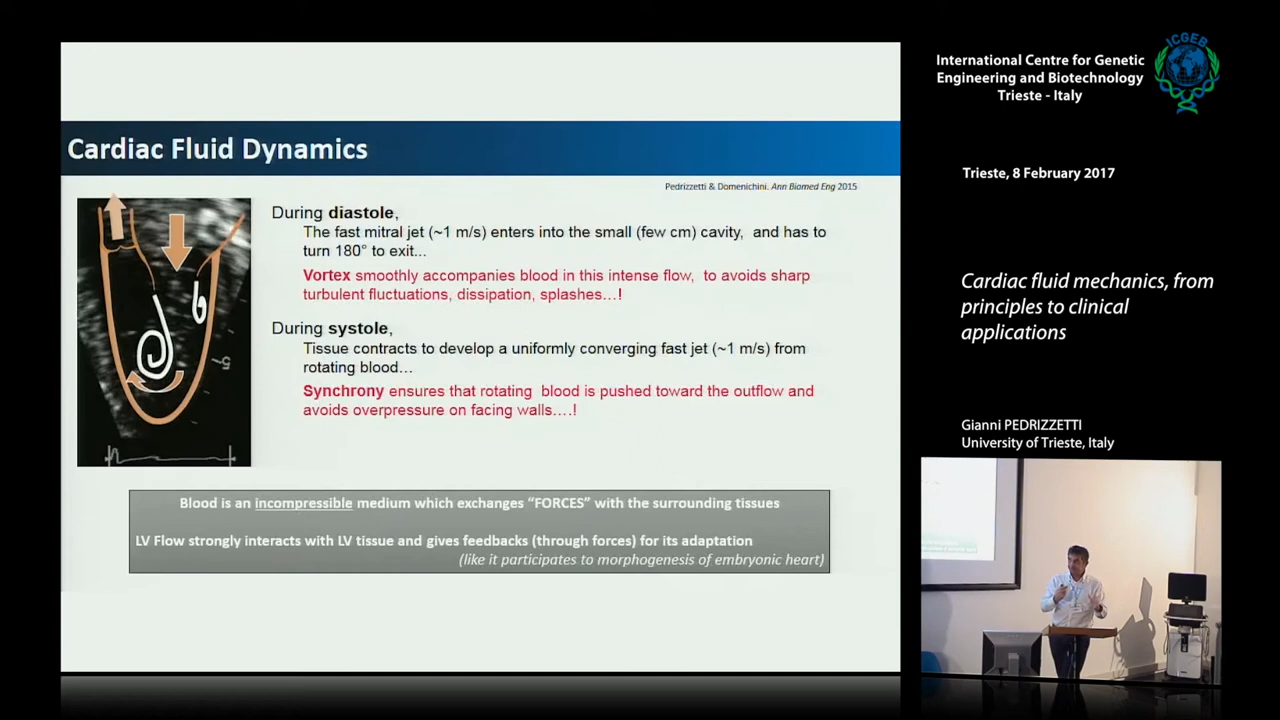 Cardiac Fluid Dynamics
Pedrizzetti & Domenichini. Ann Biomed Eng 2015
During diastole,
The fast mitral jet (~1 m/s) enters into the small (few cm) cavity, and has to
turn 180° to exit...
Vortex smoothly accompanies blood in this intense flow, to avoids sharp
turbulent fluctuations, dissipation, splashes…!
During systole,
Tissue contracts to develop a uniformly converging fast jet (~1 m/s) from
rotating blood…
Synchrony ensures that rotating blood is pushed toward the outflow and
avoids overpressure on facing walls….!
Blood is an incompressible medium which exchanges “FORCES” with the surrounding tissues
LV Flow strongly interacts with LV tissue and gives feedbacks (through forces) for its adaptation
(like it participates to morphogenesis of embryonic heart)
International Centre for Genetic
Engineering and Biotechnology
Trieste - Italy
ICGEB
Trieste, 8 February 2017
Cardiac fluid mechanics, from
principles to clinical
applications
Gianni PEDRIZZETTI
University of Trieste, Italy